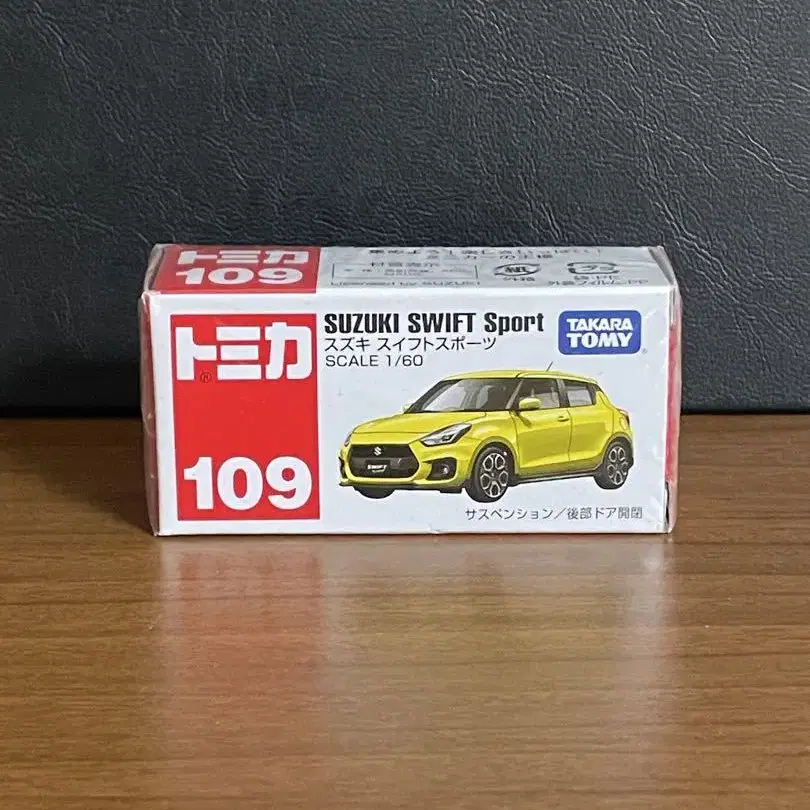 トミカ
109
トミカ
109
SUZUKI SWIFT Sport
スズキ スイフトスポーツ
SCALE 1/60
TAKARA
TOMY
SWIFT
サスペンション／後部ドア開閉